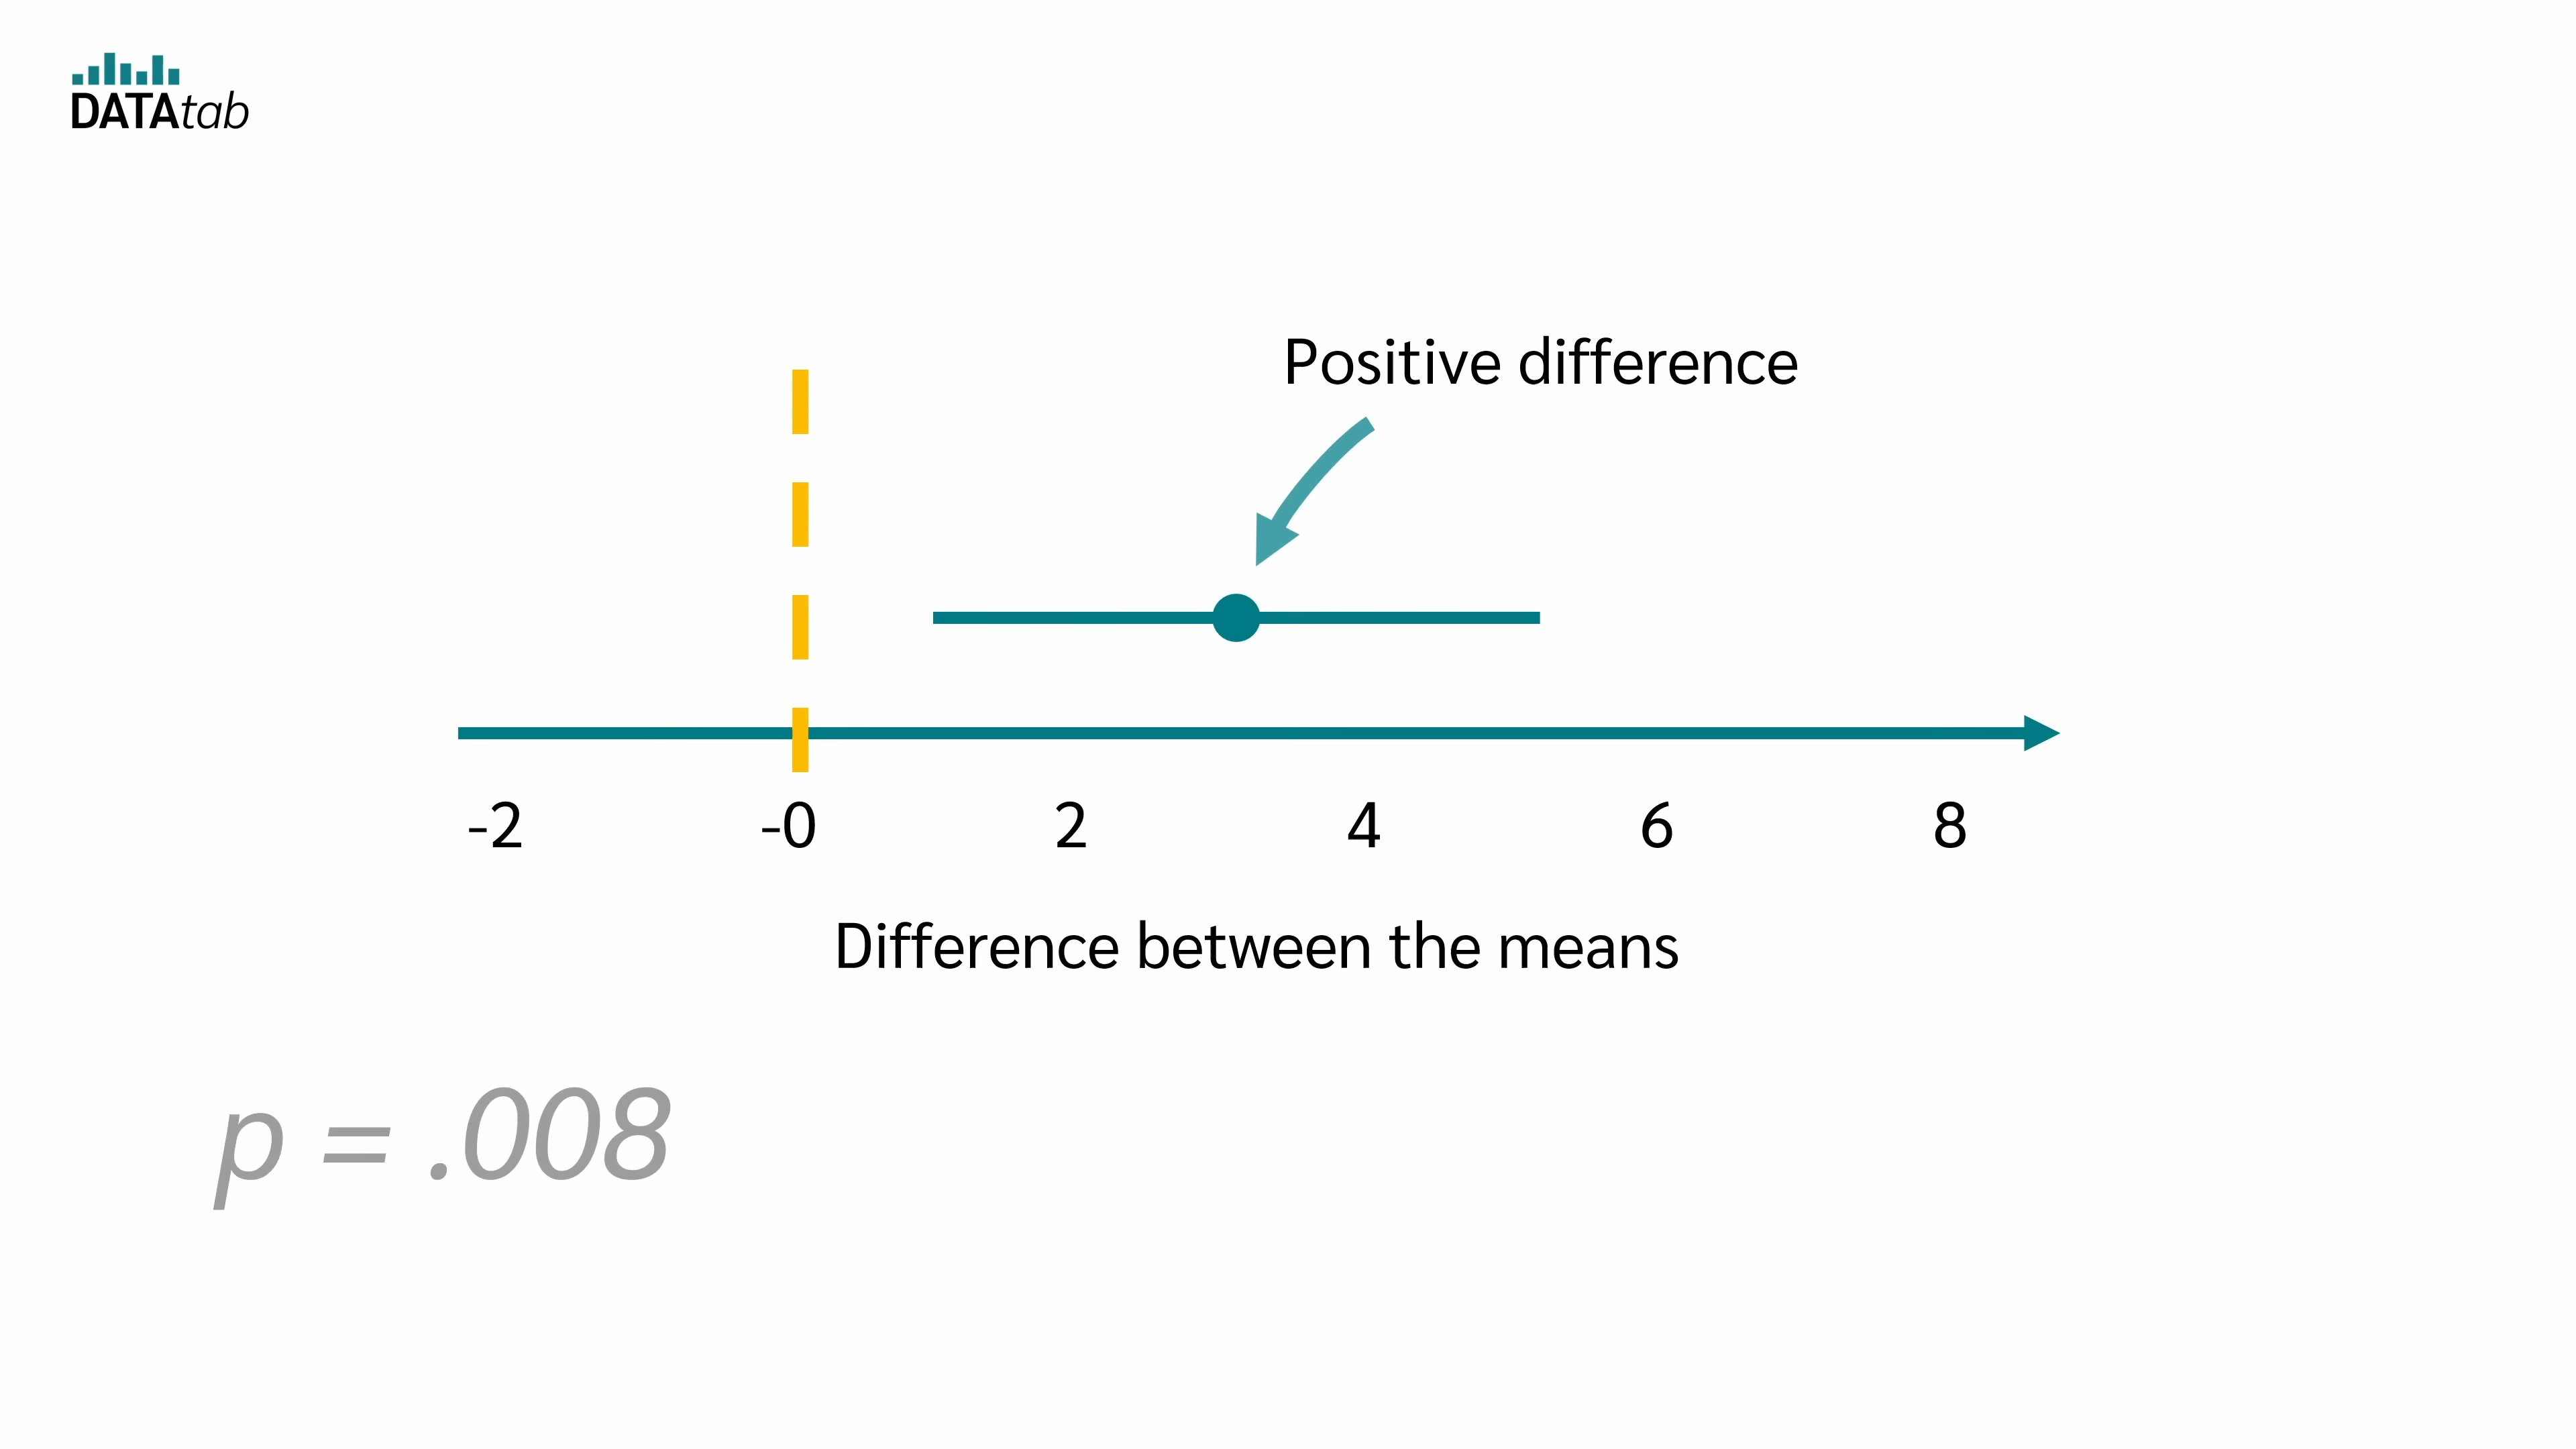 DATAtab
Positive difference
-2 -0 2 4 6 8
Difference between the means
p = .008